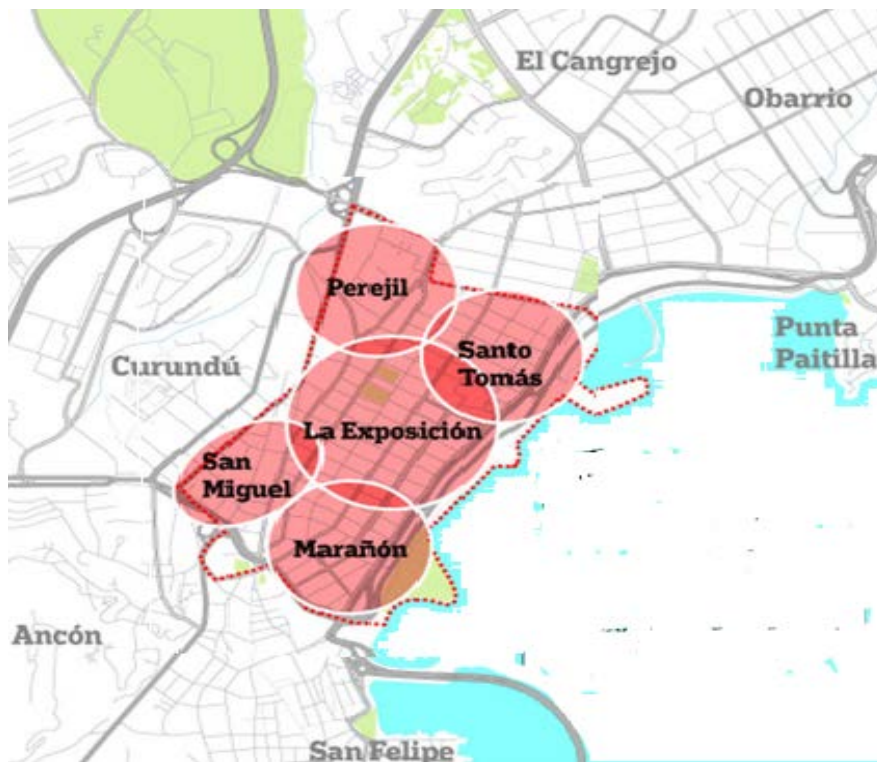 El Cangrejo
Obarrio
Perejil
Punta
Paitilla
Santo
Tomás
Curundú
La Exposición
San
Miguel
Marañón
Ancón
San Felipe